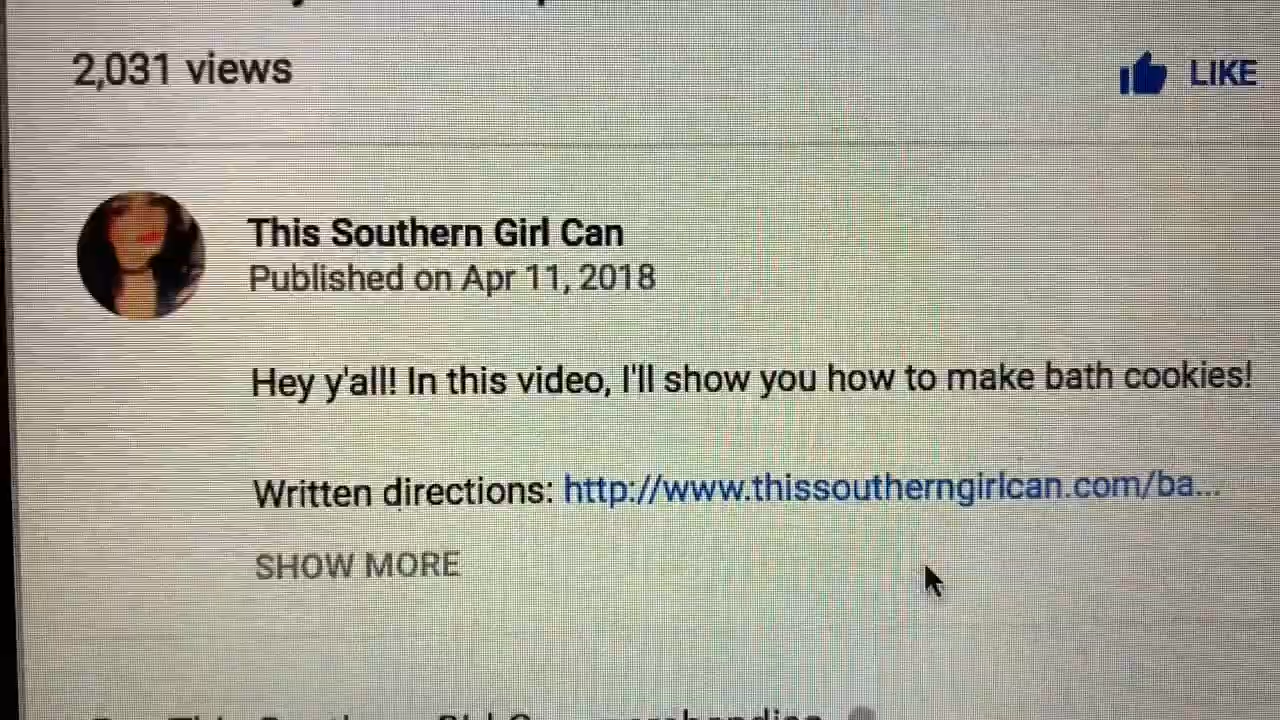 2,031 views
LIKE
This Southern Girl Can
Published on Apr 11, 2018
Hey y'all! In this video, I'll show you how to make bath cookies!
Written directions: http://www.thissoutherngirlcan.com/ba...
SHOW MORE